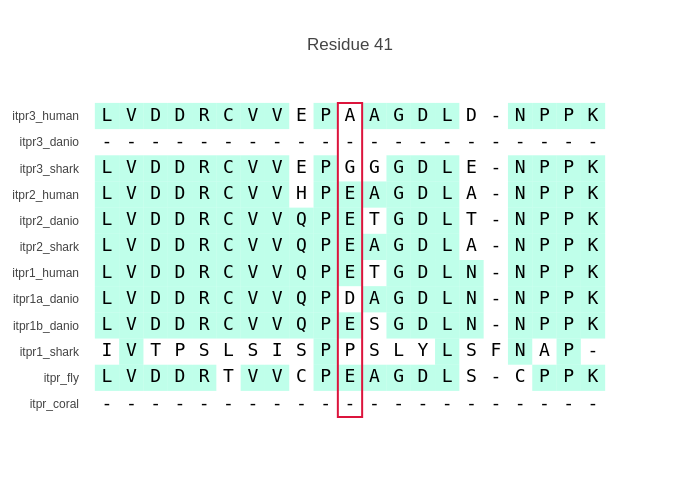 Residue 41
itpr3_human L V D D R C V V E P A A G D L D - N P P K
itpr3_danio - - - - - - - - - - - - - - - - - - - - -
itpr3_shark L V D D R C V V E P G G G D L E - N P P K
itpr2_human L V D D R C V V H P E A G D L A - N P P K
itpr2_danio L V D D R C V V Q P E T G D L T - N P P K
itpr2_shark L V D D R C V V Q P E A G D L A - N P P K
itpr1_human L V D D R C V V Q P E T G D L N - N P P K
itpr1a_danio L V D D R C V V Q P D A G D L N - N P P K
itpr1b_danio L V D D R C V V Q P E S G D L N - N P P K
itpr1_shark I V T P S L S I S P P S L Y L S F N A P -
itpr_fly L V D D R T V V C P E A G D L S - C P P K
itpr_coral - - - - - - - - - - - - - - - - - - - - -